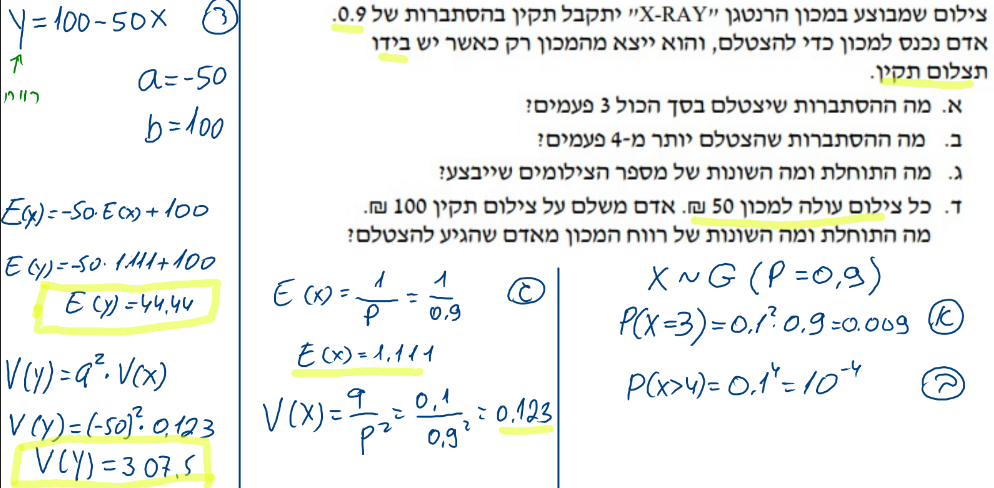 צילום שמבוצע במכון הרנטגן "X-RAY" יתקבל תקין בהסתברות של 0.9.
אדם נכנס למכון כדי להצטלם, והוא ייצא מהמכון רק כאשר יש בידו
תצלום תקין.
א. מה ההסתברות שיצטלם בסך הכול 3 פעמים?
ב. מה ההסתברות שהצטלם יותר מ-4 פעמים?
ג. מה התוחלת ומה השונות של מספר הצילומים שייבצע?
ד. כל צילום עולה למכון 50 ₪. אדם משלם על צילום תקין 100 ₪.
מה התוחלת ומה השונות של רווח המכון מאדם שהגיע להצטלם?
X ~ G (P = 0,9)
א P(X=3) = 0.1² · 0.9 = 0.009
ב P(X>4) = 0.1⁴ = 10⁻⁴
ג E(x) = 1/P = 1/0.9
E(x) = 1.111
V(X) = q/P² = 0,1/0,9² = 0.123
ד Y = 100 - 50X
↑
רווח
a = -50
b = 100
E(x) = -50 · E(x) + 100
E(y) = -50 · 1.111 + 100
E(y) = 44,44
V(y) = a² · V(x)
V(y) = (-50)² · 0,123
V(Y) = 307,5